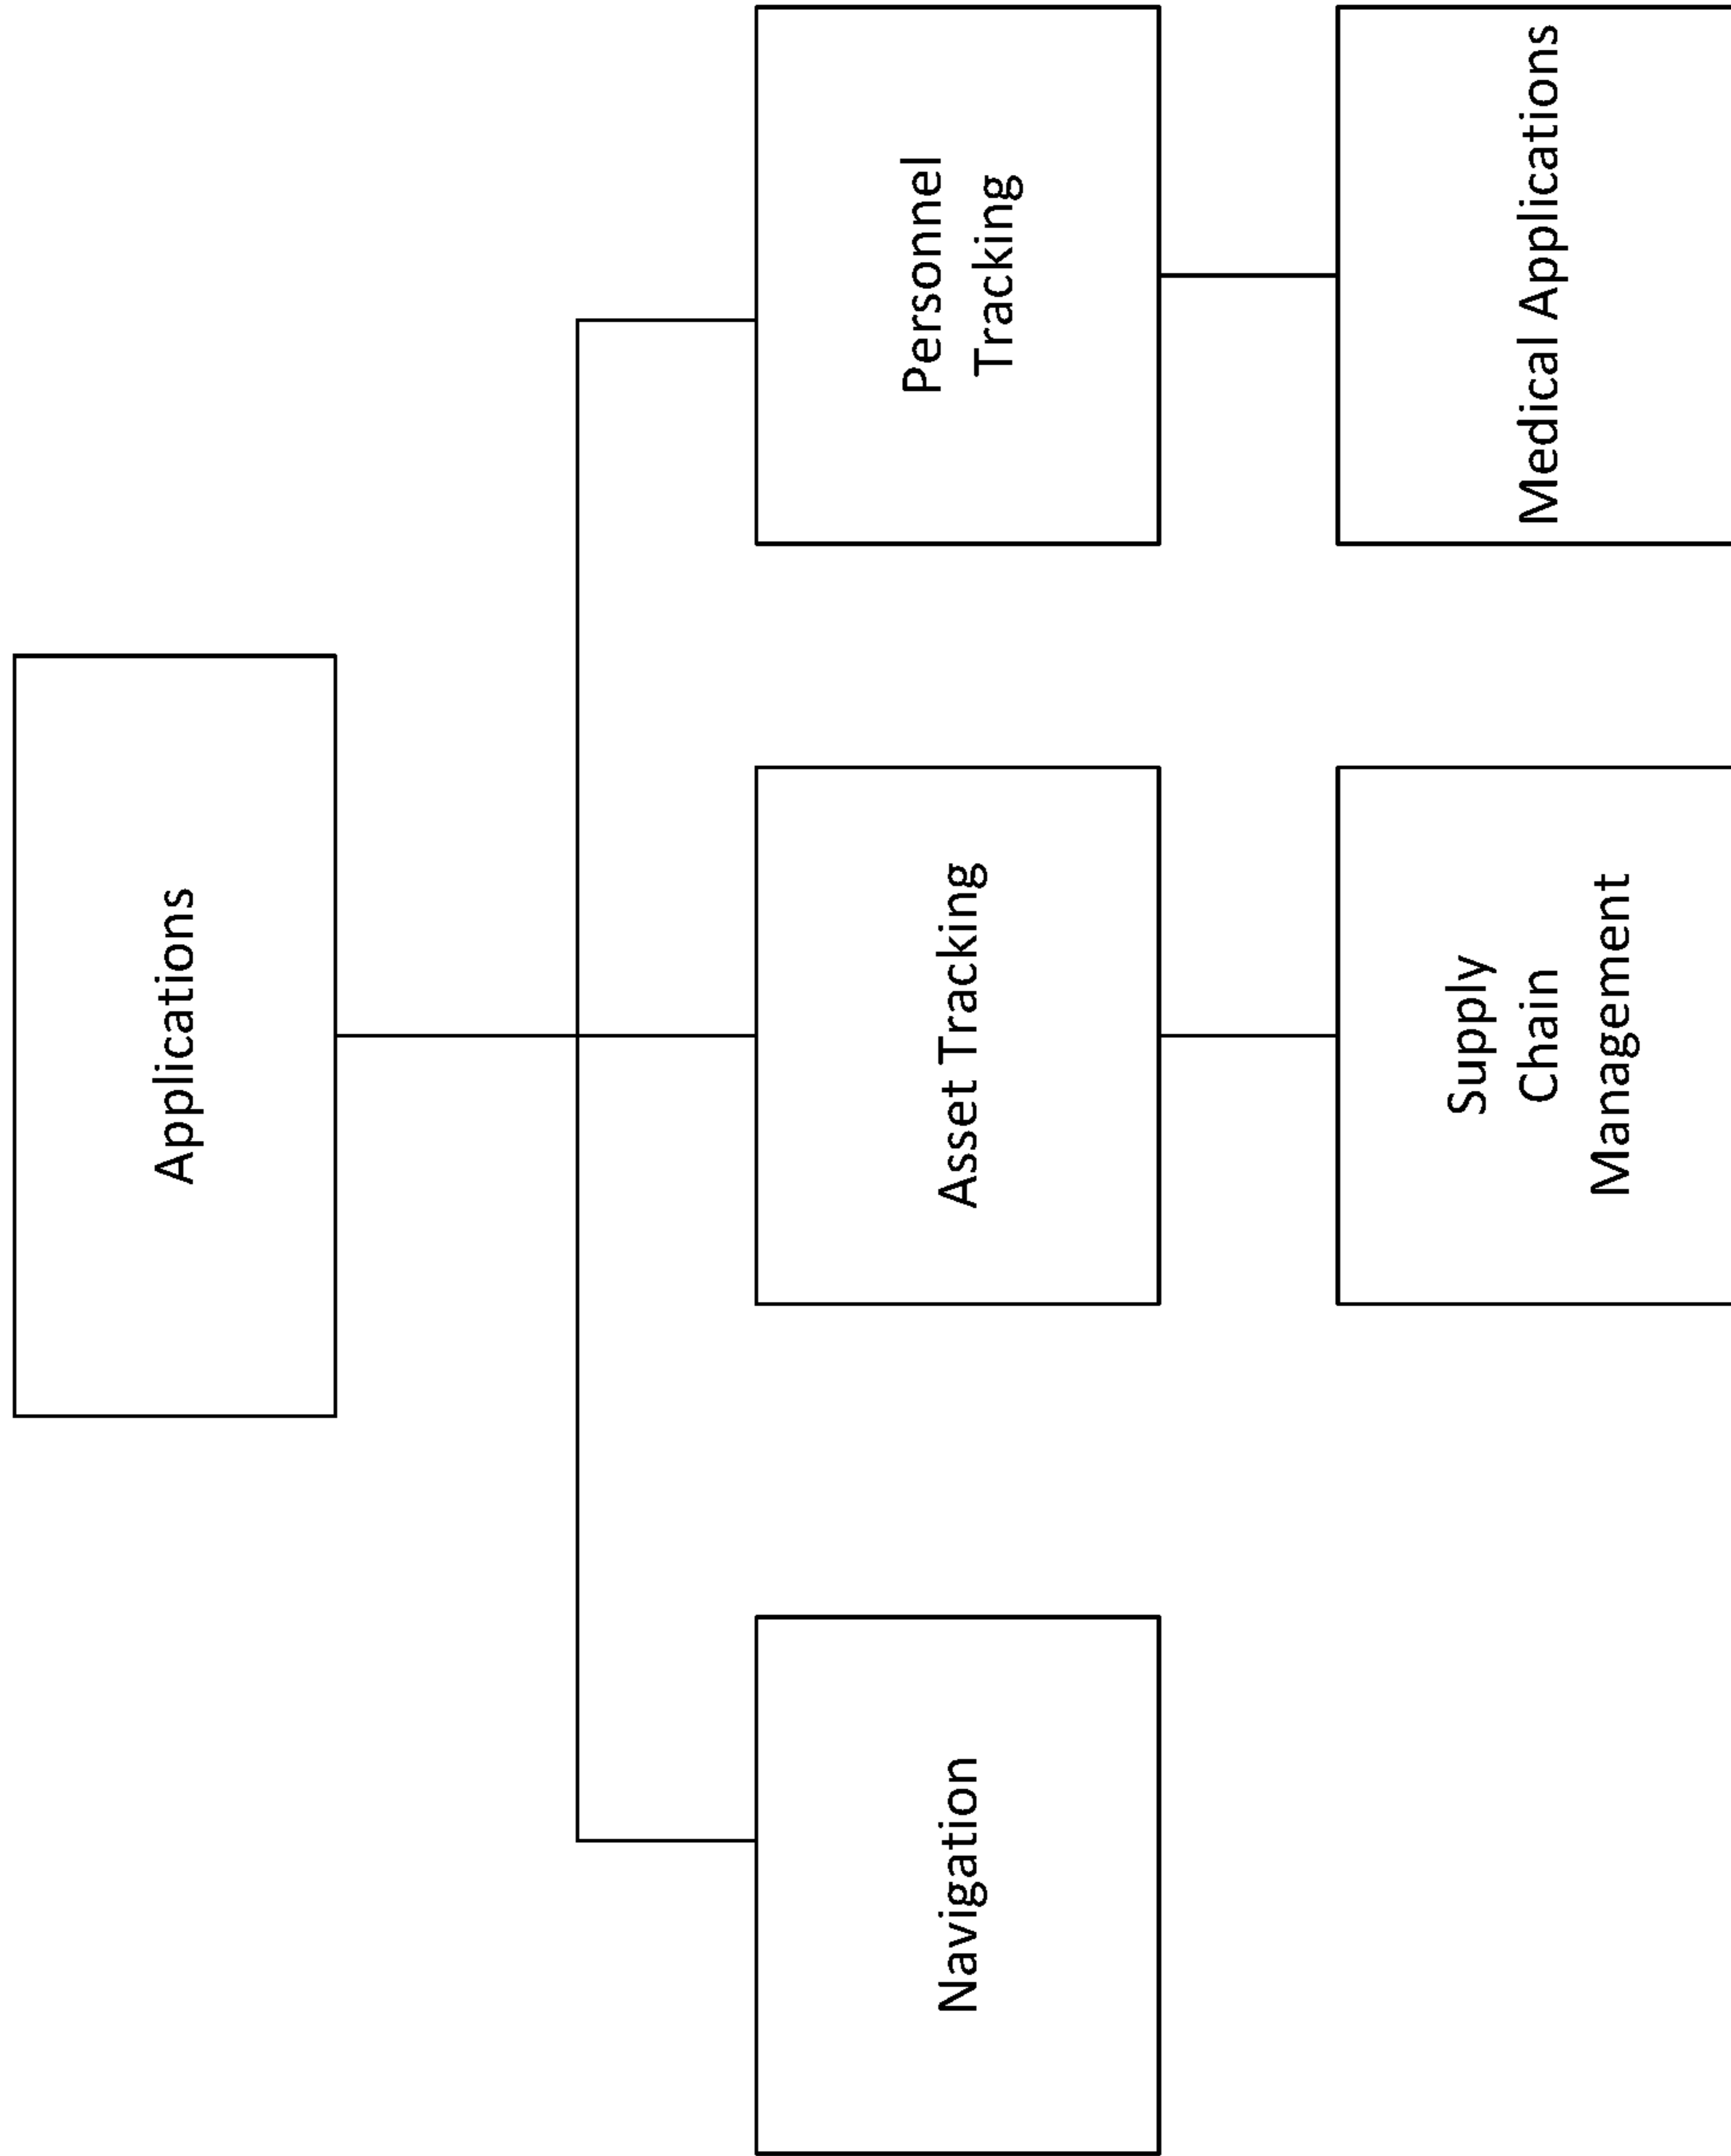 Applications
Navigation
Asset Tracking
Personnel
Tracking
Supply
Chain
Management
Medical Applications